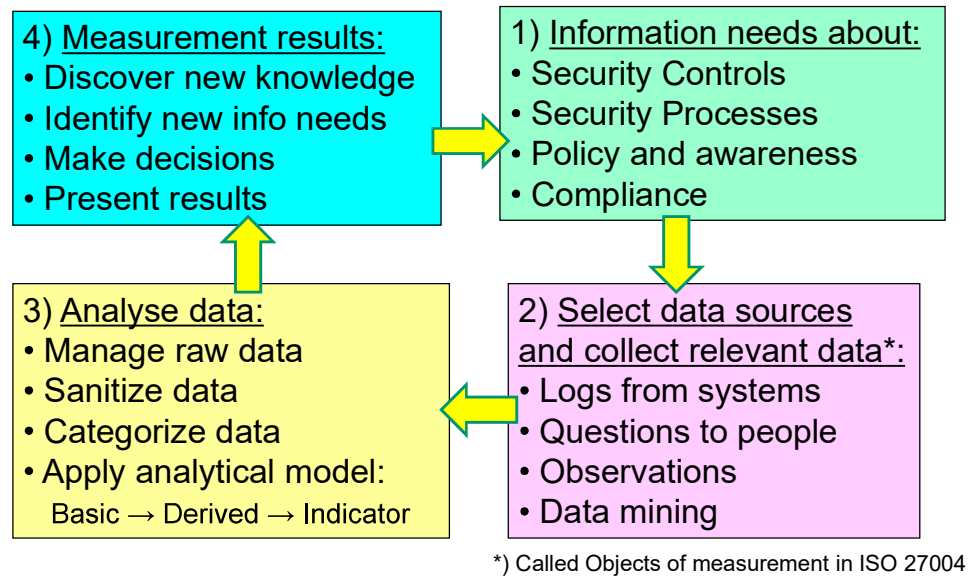 4) Measurement results:
• Discover new knowledge
• Identify new info needs
• Make decisions
• Present results
1) Information needs about:
• Security Controls
• Security Processes
• Policy and awareness
• Compliance
3) Analyse data:
• Manage raw data
• Sanitize data
• Categorize data
• Apply analytical model:
Basic → Derived → Indicator
2) Select data sources
and collect relevant data*:
• Logs from systems
• Questions to people
• Observations
• Data mining
*) Called Objects of measurement in ISO 27004